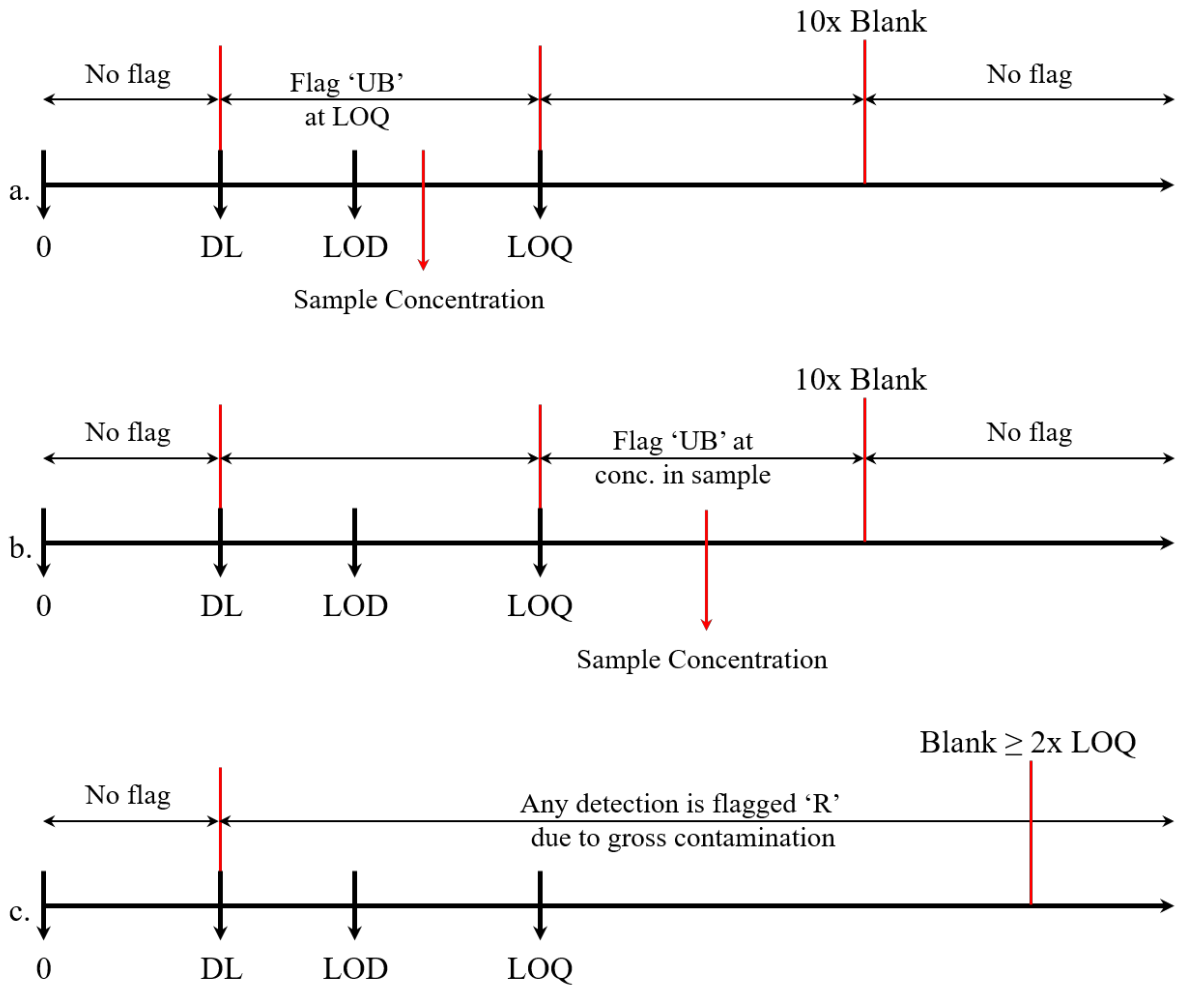 10x Blank
No flag
Flag ‘UB’
at LOQ
No flag
a.
0
DL
LOD
LOQ
Sample Concentration
10x Blank
No flag
Flag ‘UB’ at
conc. in sample
No flag
b.
0
DL
LOD
LOQ
Sample Concentration
Blank ≥ 2x LOQ
No flag
Any detection is flagged ‘R’
due to gross contamination
c.
0
DL
LOD
LOQ